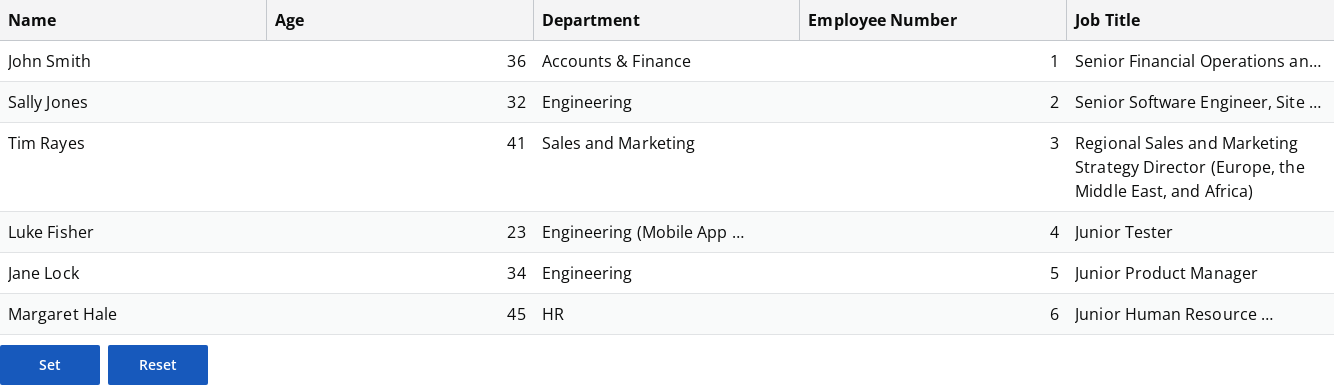 Name Age Department Employee Number Job Title
John Smith 36 Accounts & Finance 1 Senior Financial Operations an...
Sally Jones 32 Engineering 2 Senior Software Engineer, Site ...
Tim Rayes 41 Sales and Marketing 3 Regional Sales and Marketing
Strategy Director (Europe, the
Middle East, and Africa)
Luke Fisher 23 Engineering (Mobile App ... 4 Junior Tester
Jane Lock 34 Engineering 5 Junior Product Manager
Margaret Hale 45 HR 6 Junior Human Resource ...
Set Reset